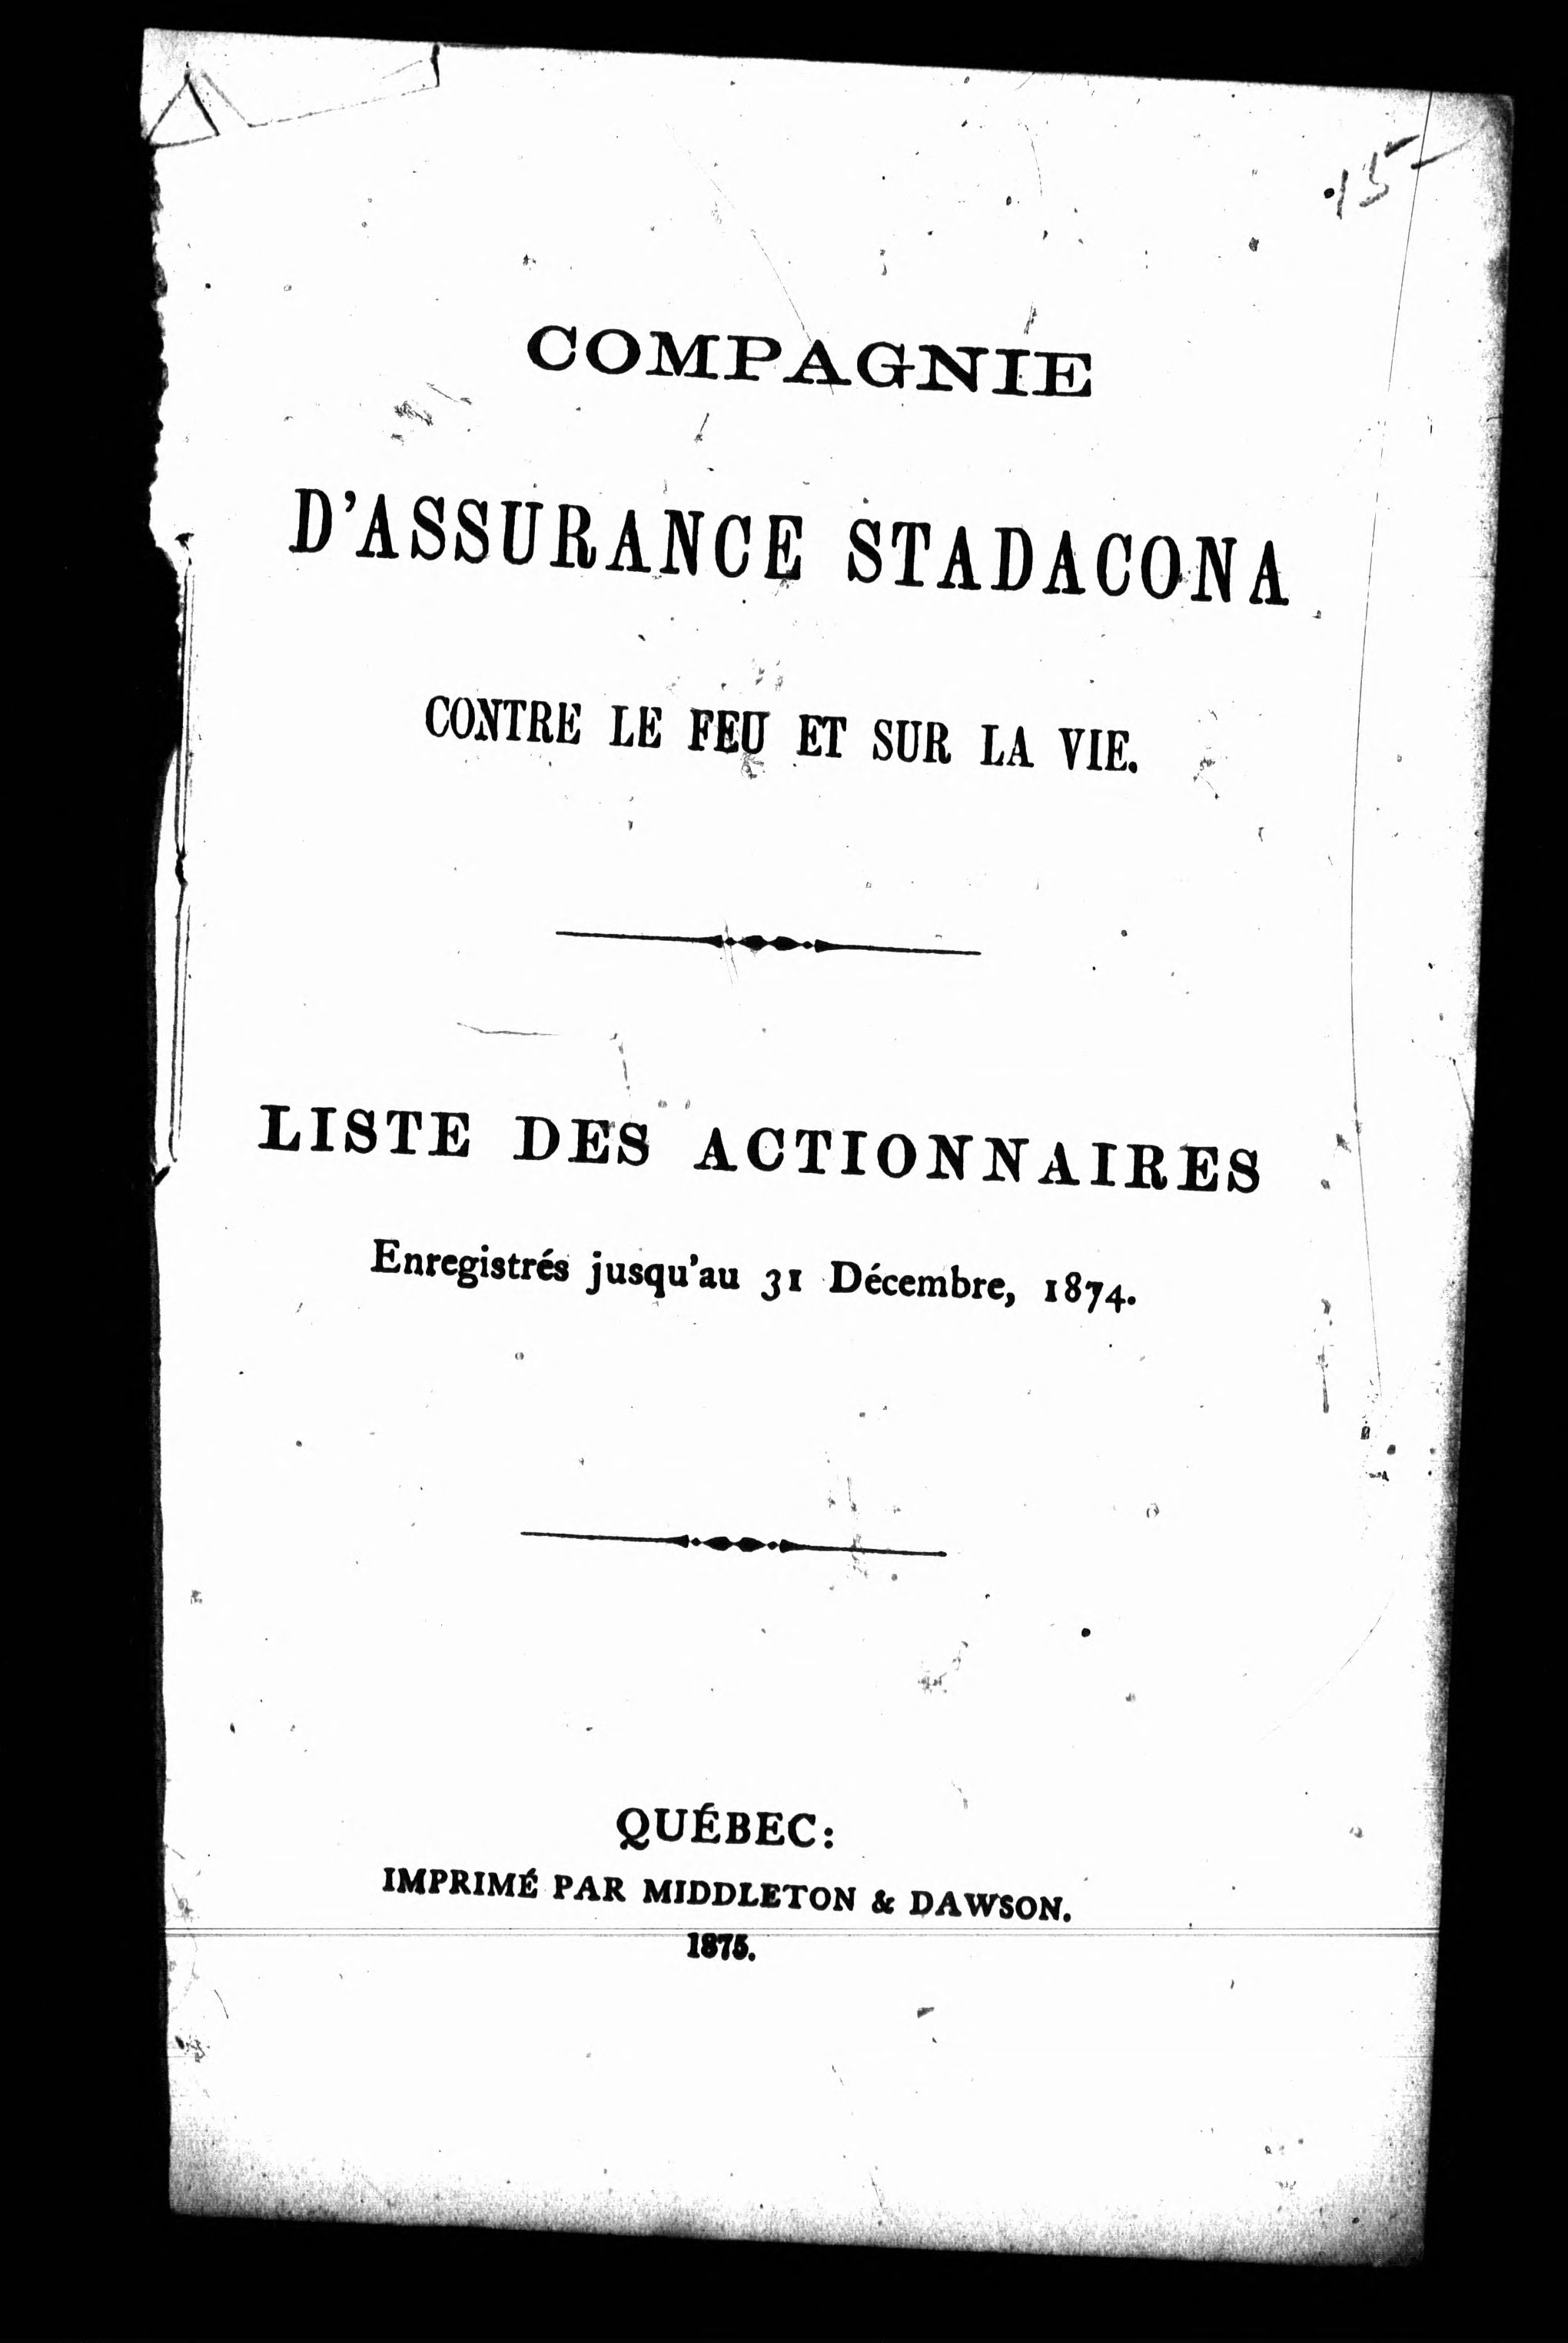 .15
COMPAGNIE
D'ASSURANCE STADACONA
CONTRE LE FEU ET SUR LA VIE.
LISTE DES ACTIONNAIRES
Enregistrés jusqu'au 31 Décembre, 1874.
QUÉBEC:
IMPRIMÉ PAR MIDDLETON & DAWSON.
1875.